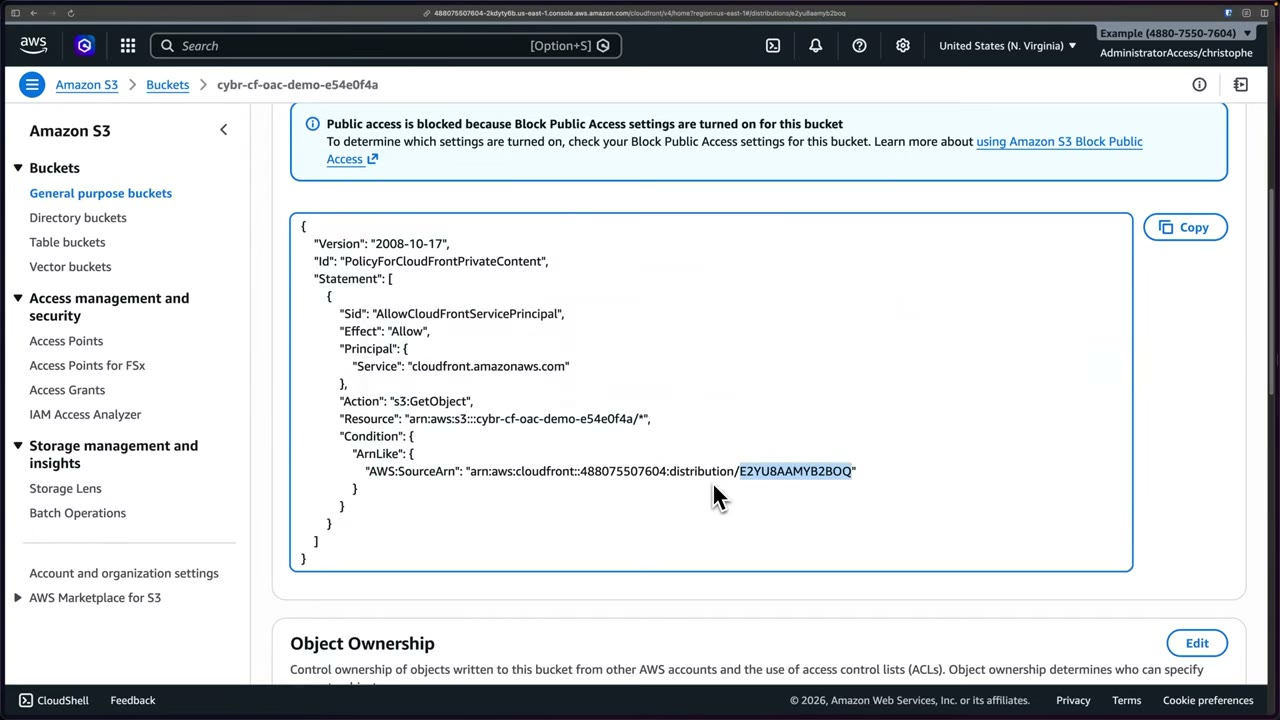 488075507604-2kdyty6b.us-east-1.console.aws.amazon.com/cloudfront/v4/home?region=us-east-1#/distributions/e2yu8aamyb2boq
aws
Search
[Option+S]
United States (N. Virginia)
Example (4880-7550-7604)
AdministratorAccess/christophe
Amazon S3
Buckets
cybr-cf-oac-demo-e54e0f4a
Amazon S3
Buckets
General purpose buckets
Directory buckets
Table buckets
Vector buckets
Access management and
security
Access Points
Access Points for FSx
Access Grants
IAM Access Analyzer
Storage management and
insights
Storage Lens
Batch Operations
Account and organization settings
AWS Marketplace for S3
Public access is blocked because Block Public Access settings are turned on for this bucket
To determine which settings are turned on, check your Block Public Access settings for this bucket. Learn more about using Amazon S3 Block Public
Access
Copy
{
"Version": "2008-10-17",
"Id": "PolicyForCloudFrontPrivateContent",
"Statement": [
{
"Sid": "AllowCloudFrontServicePrincipal",
"Effect": "Allow",
"Principal": {
"Service": "cloudfront.amazonaws.com"
},
"Action": "s3:GetObject",
"Resource": "arn:aws:s3:::cybr-cf-oac-demo-e54e0f4a/*",
"Condition": {
"ArnLike": {
"AWS:SourceArn": "arn:aws:cloudfront::488075507604:distribution/E2YU8AAMYB2BOQ"
}
}
}
]
}
Object Ownership
Edit
Control ownership of objects written to this bucket from other AWS accounts and the use of access control lists (ACLs). Object ownership determines who can specify
CloudShell
Feedback
© 2026, Amazon Web Services, Inc. or its affiliates.
Privacy
Terms
Cookie preferences